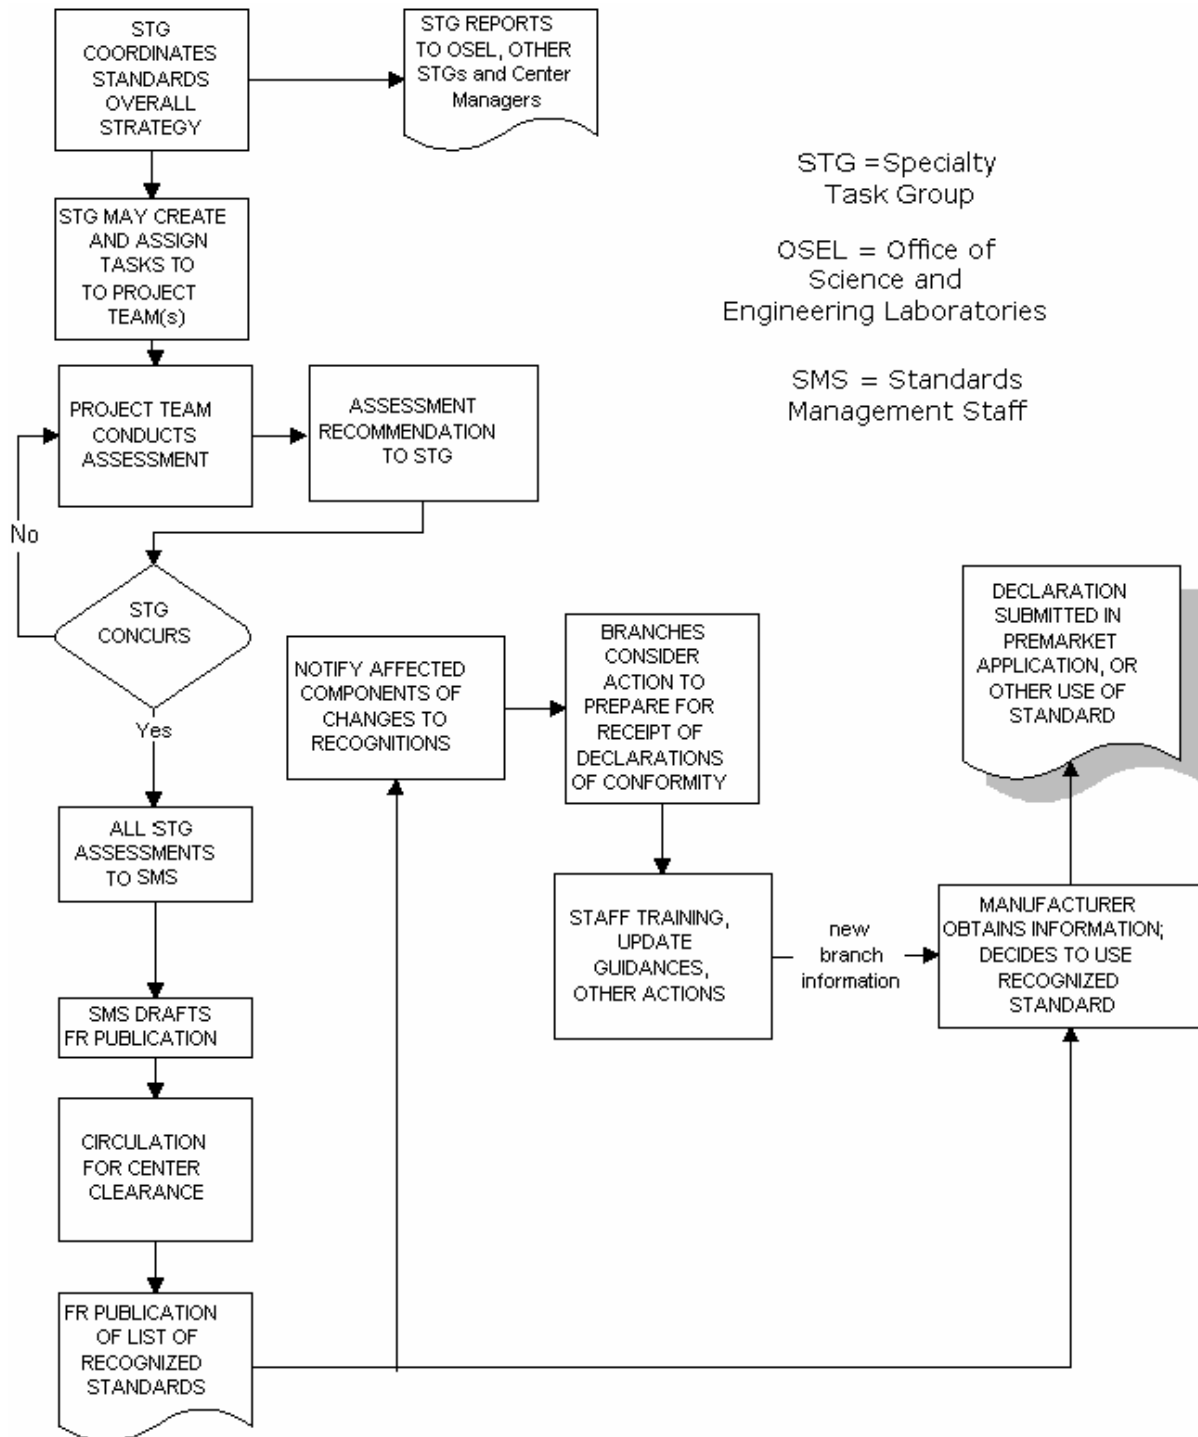 STG
COORDINATES
STANDARDS
OVERALL
STRATEGY
STG REPORTS
TO OSEL, OTHER
STGs and Center
Managers
STG =Specialty
Task Group
OSEL = Office of
Science and
Engineering Laboratories
SMS = Standards
Management Staff
STG MAY CREATE
AND ASSIGN
TASKS TO
TO PROJECT
TEAM(s)
PROJECT TEAM
CONDUCTS
ASSESSMENT
ASSESSMENT
RECOMMENDATION
TO STG
No
STG
CONCURS
Yes
ALL STG
ASSESSMENTS
TO SMS
SMS DRAFTS
FR PUBLICATION
CIRCULATION
FOR CENTER
CLEARANCE
FR PUBLICATION
OF LIST OF
RECOGNIZED
STANDARDS
NOTIFY AFFECTED
COMPONENTS OF
CHANGES TO
RECOGNITIONS
BRANCHES
CONSIDER
ACTION TO
PREPARE FOR
RECEIPT OF
DECLARATIONS
OF CONFORMITY
STAFF TRAINING,
UPDATE
GUIDANCES,
OTHER ACTIONS
new
branch
information
MANUFACTURER
OBTAINS INFORMATION;
DECIDES TO USE
RECOGNIZED
STANDARD
DECLARATION
SUBMITTED IN
PREMARKET
APPLICATION, OR
OTHER USE OF
STANDARD